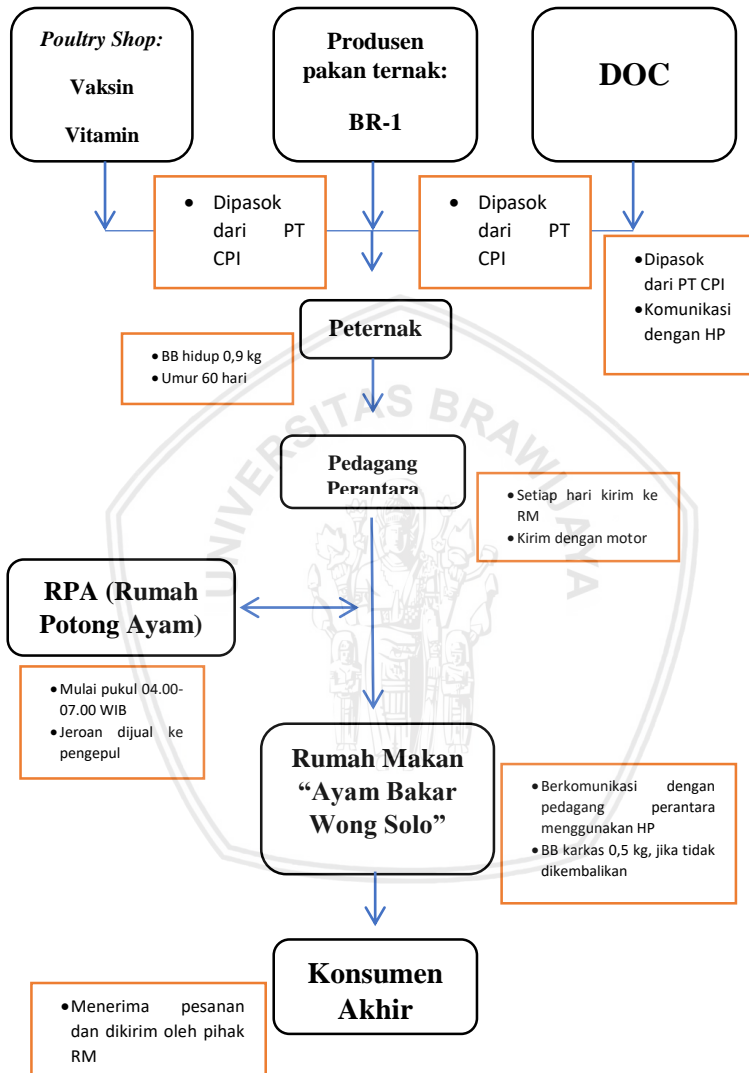 Poultry Shop:
Vaksin
Vitamin
Produsen
pakan ternak:
BR-1
DOC
• Dipasok
dari PT
CPI
• Dipasok
dari PT
CPI
• Dipasok
dari PT CPI
• Komunikasi
dengan HP
Peternak
• BB hidup 0,9 kg
• Umur 60 hari
Pedagang
Perantara
• Setiap hari kirim ke
RM
• Kirim dengan motor
RPA (Rumah
Potong Ayam)
• Mulai pukul 04.00-
07.00 WIB
• Jeroan dijual ke
pengepul
Rumah Makan
“Ayam Bakar
Wong Solo”
• Berkomunikasi dengan
pedagang perantara
menggunakan HP
• BB karkas 0,5 kg, jika tidak
dikembalikan
Konsumen
Akhir
• Menerima pesanan
dan dikirim oleh pihak
RM
UNIVERSITAS BRAWIJAYA